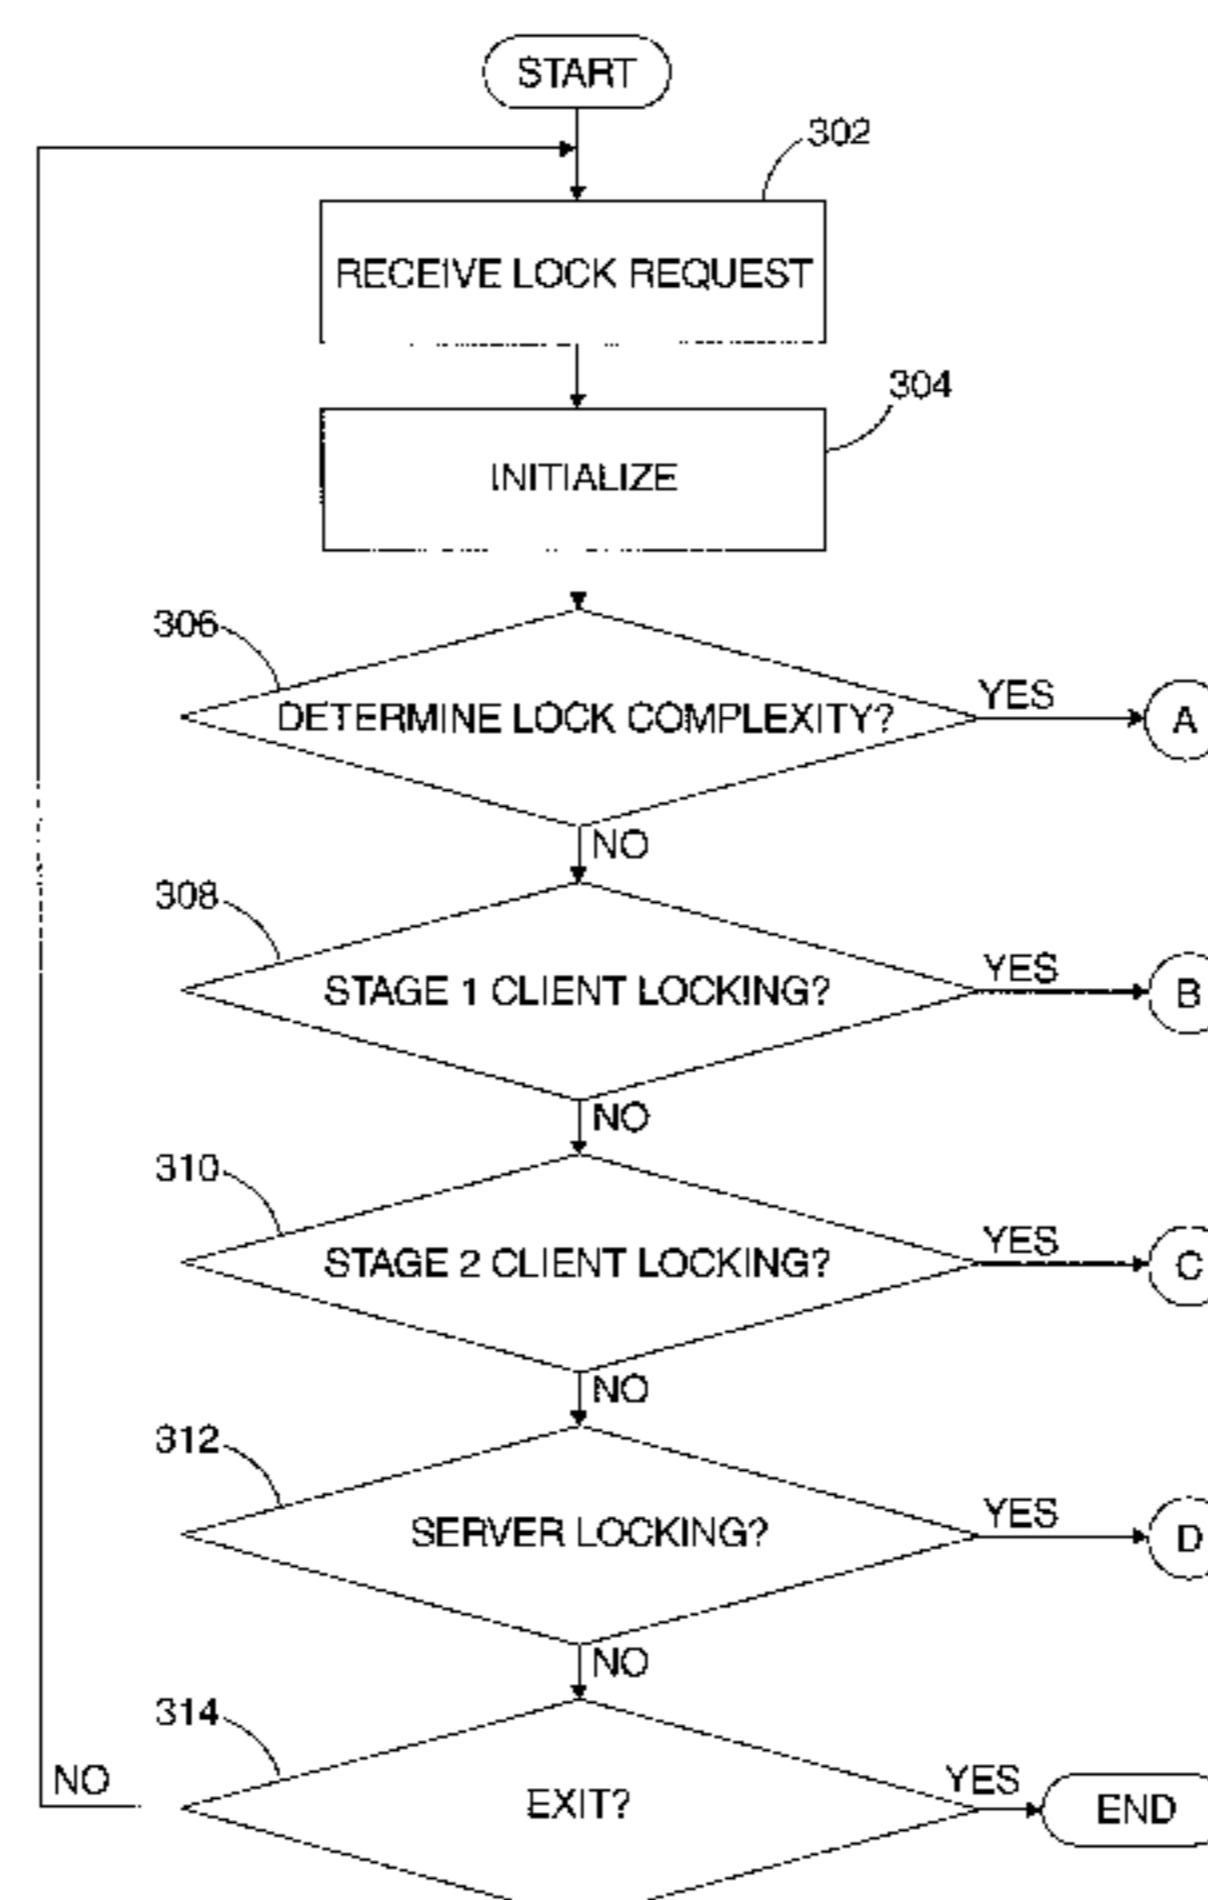 START
302
RECEIVE LOCK REQUEST
304
INITIALIZE
306
DETERMINE LOCK COMPLEXITY?
YES
A
NO
308
STAGE 1 CLIENT LOCKING?
YES
B
NO
310
STAGE 2 CLIENT LOCKING?
YES
C
NO
312
SERVER LOCKING?
YES
D
NO
314
NO
EXIT?
YES
END